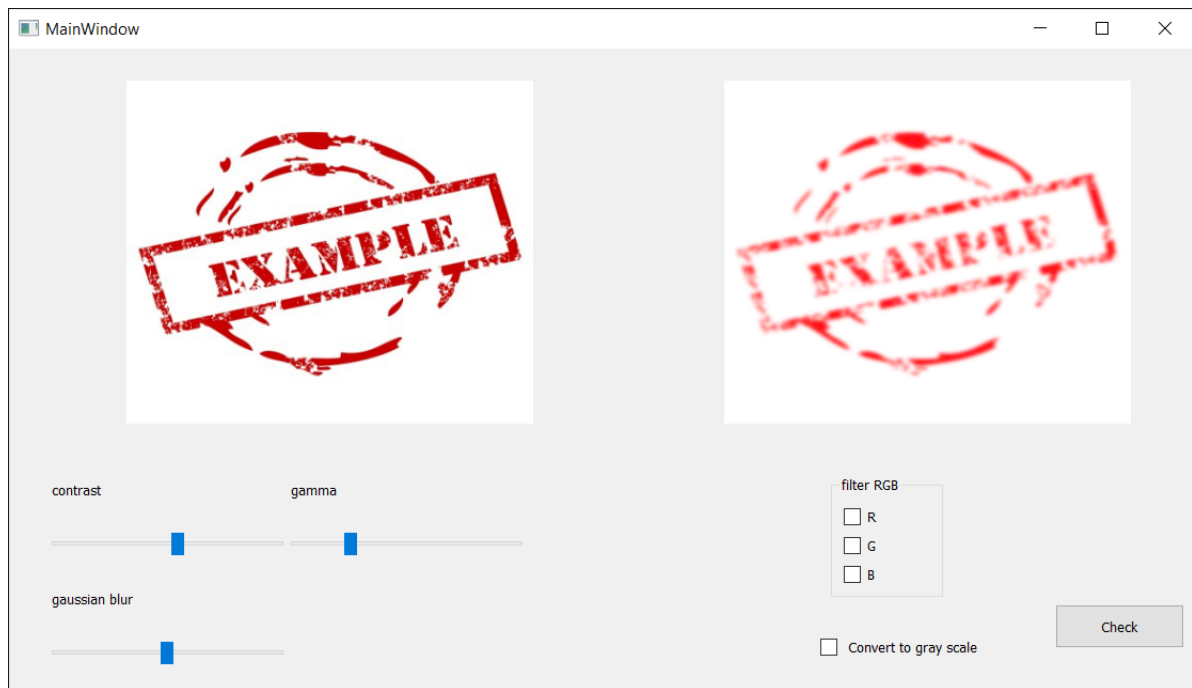 MainWindow
EXAMPLE
EXAMPLE
contrast
gamma
filter RGB
R
G
B
gaussian blur
Check
Convert to gray scale